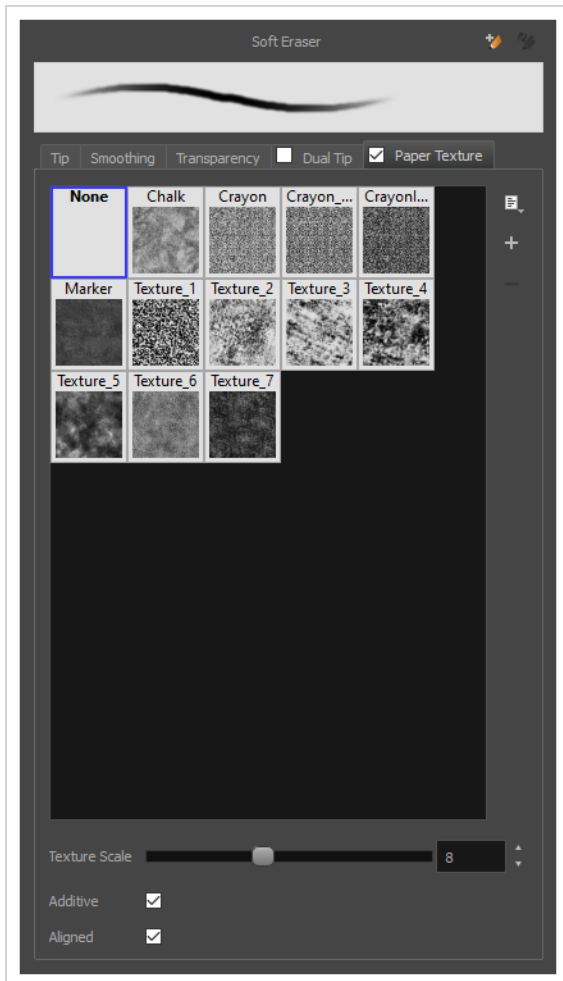 Soft Eraser
Tip Smoothing Transparency Dual Tip Paper Texture
None Chalk Crayon Crayon_... Crayonl...
Marker Texture_1 Texture_2 Texture_3 Texture_4
Texture_5 Texture_6 Texture_7
Texture Scale 8
Additive
Aligned